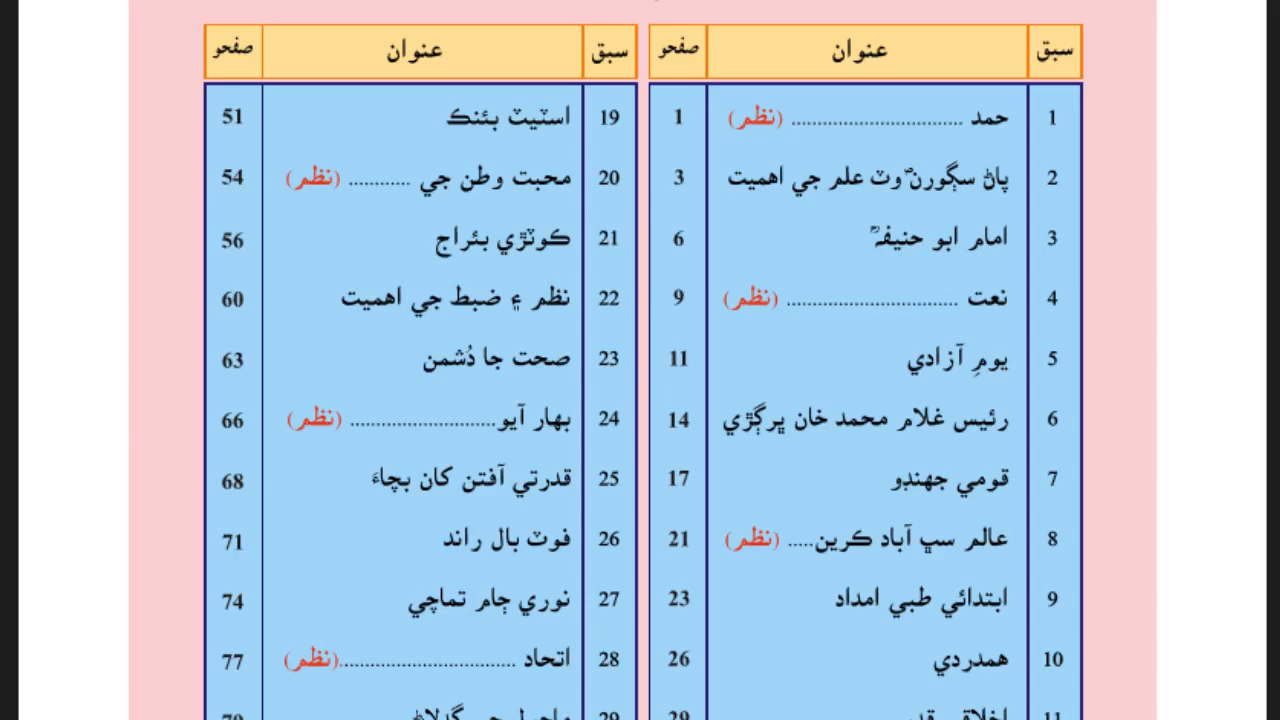 سبق عنوان صفحو
1 حمد ................................. (نظم) 1
2 پاڻ سڳورنؐ وٽ علم جي اهميت 3
3 امام ابو حنيفہؒ 6
4 نعت ................................. (نظم) 9
5 يومِ آزادي 11
6 رئيس غلام محمد خان ڀرڳڙي 14
7 قومي جهنڊو 17
8 عالم سڀ آباد ڪرين..... (نظم) 21
9 ابتدائي طبي امداد 23
10 همدردي 26
سبق عنوان صفحو
19 اسٽيٽ بئنڪ 51
20 محبت وطن جي ............ (نظم) 54
21 ڪوٽڙي بئراج 56
22 نظم ۽ ضبط جي اهميت 60
23 صحت جا دُشمن 63
24 بهار آيو............................ (نظم) 66
25 قدرتي آفتن کان بچاءَ 68
26 فوٽ بال راند 71
27 نوري ڄام تماچي 74
28 اتحاد ..................................(نظم) 77